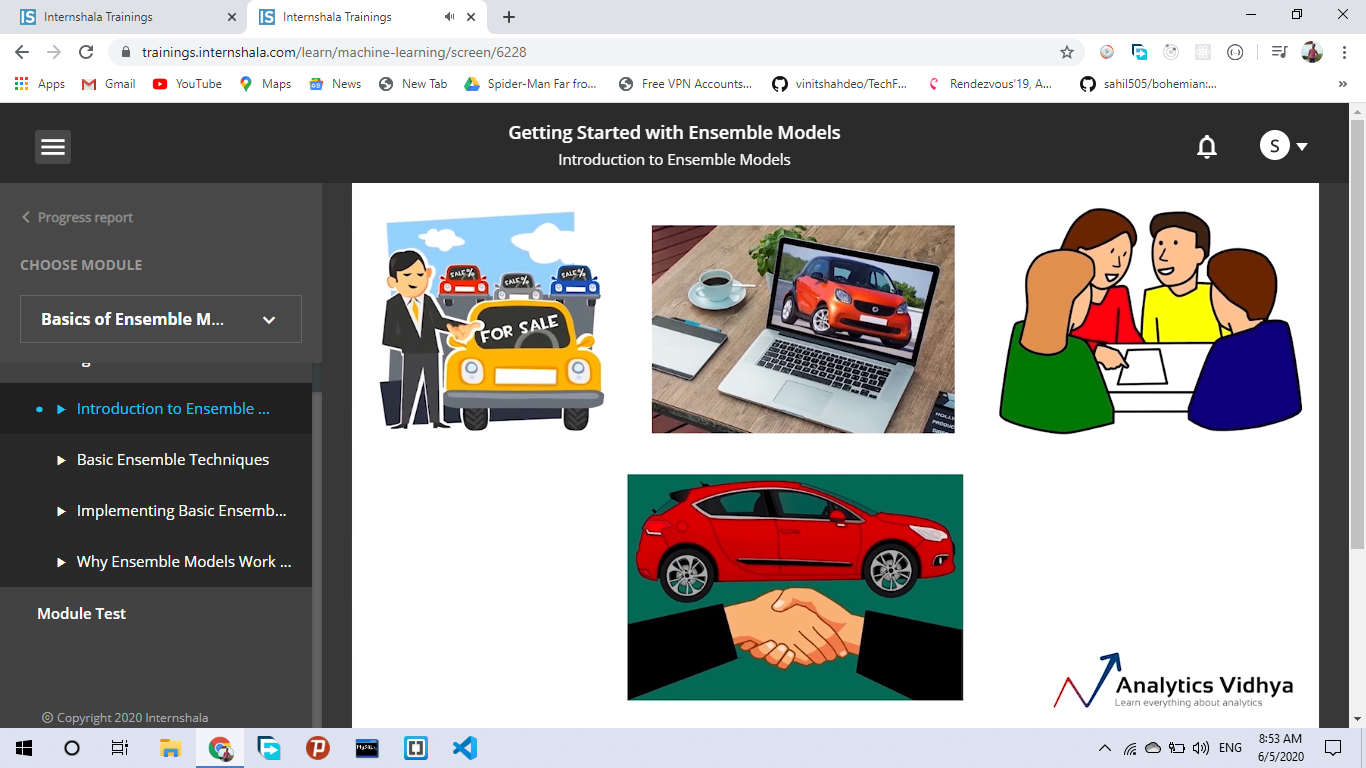 Internshala Trainings
Internshala Trainings
trainings.internshala.com/learn/machine-learning/screen/6228
Apps
Gmail
YouTube
Maps
News
New Tab
Spider-Man Far fro...
Free VPN Accounts...
vinitshahdeo/TechF...
Rendezvous'19, A...
sahil505/bohemian:...
Getting Started with Ensemble Models
Introduction to Ensemble Models
S
Progress report
CHOOSE MODULE
Basics of Ensemble M...
Introduction to Ensemble ...
Basic Ensemble Techniques
Implementing Basic Ensemb...
Why Ensemble Models Work ...
Module Test
© Copyright 2020 Internshala
SALE%
SALE%
SALE%
FOR SALE
Analytics Vidhya
Learn everything about analytics
ENG
8:53 AM
6/5/2020